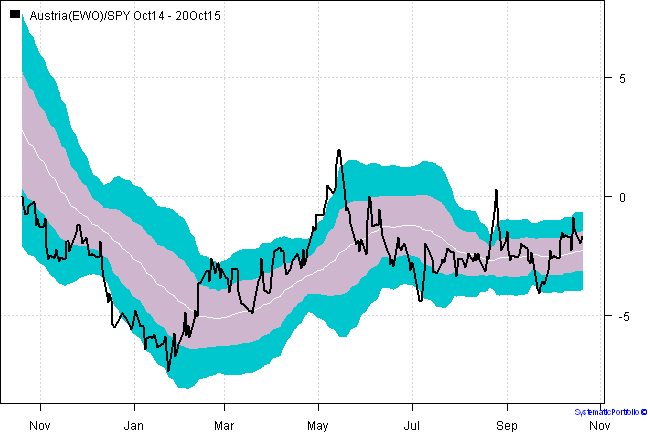 Austria(EWO)/SPY Oct14 - 20Oct15
5
0
-5
Nov Jan Mar May Jul Sep Nov
SystematicPortfolio ©